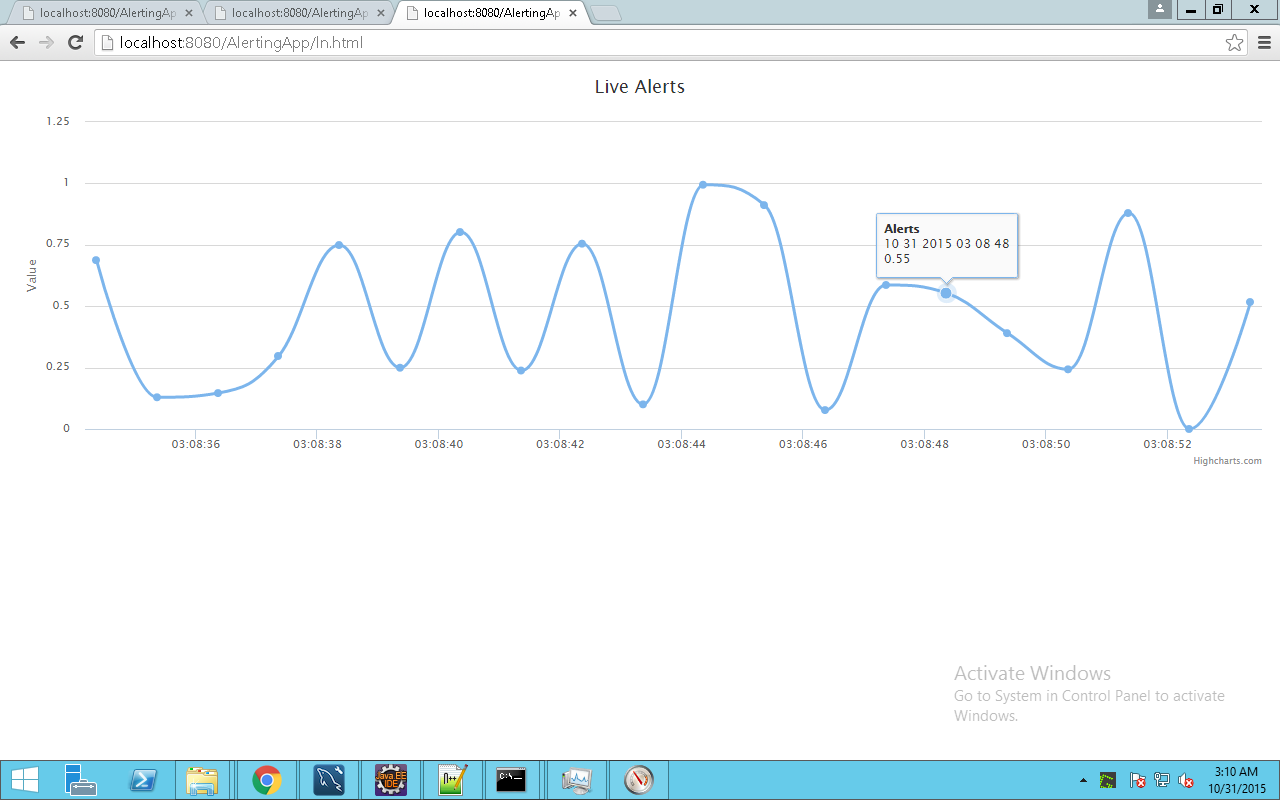 localhost:8080/AlertingAp
localhost:8080/AlertingAp
localhost:8080/AlertingAp
localhost:8080/AlertingApp/ln.html
Live Alerts
1.25
1
0.75
0.5
0.25
0
Value
Alerts
10 31 2015 03 08 48
0.55
03:08:36
03:08:38
03:08:40
03:08:42
03:08:44
03:08:46
03:08:48
03:08:50
03:08:52
Highcharts.com
Activate Windows
Go to System in Control Panel to activate
Windows.
Java EE
IDE
C:\_
3:10 AM
10/31/2015